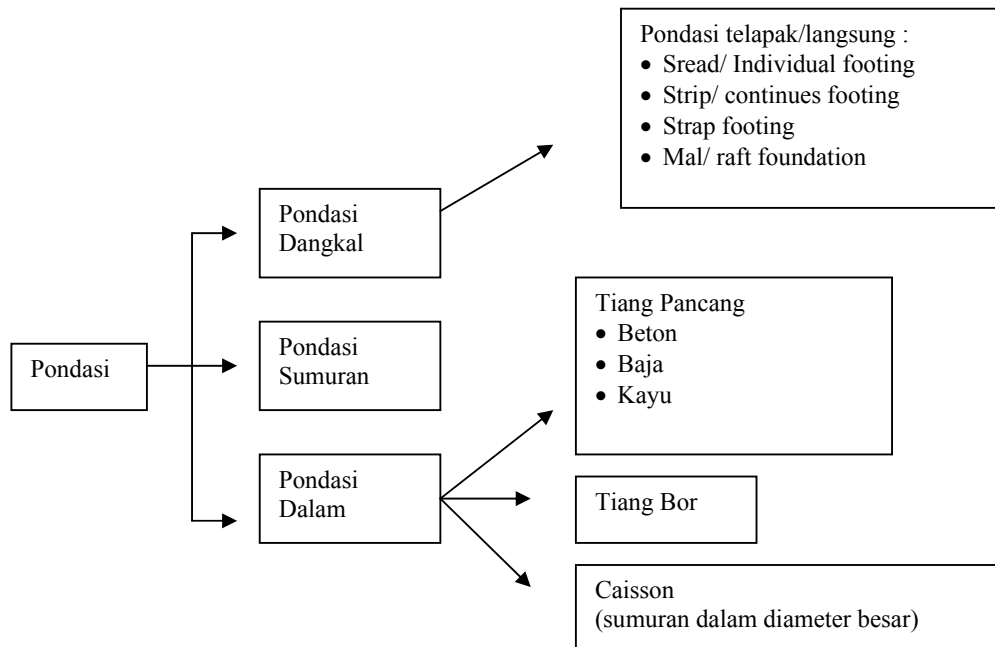 Pondasi telapak/langsung :
• Sread/ Individual footing
• Strip/ continues footing
• Strap footing
• Mal/ raft foundation
Pondasi
Dangkal
Tiang Pancang
• Beton
• Baja
• Kayu
Pondasi
Pondasi
Sumuran
Pondasi
Dalam
Tiang Bor
Caisson
(sumuran dalam diameter besar)